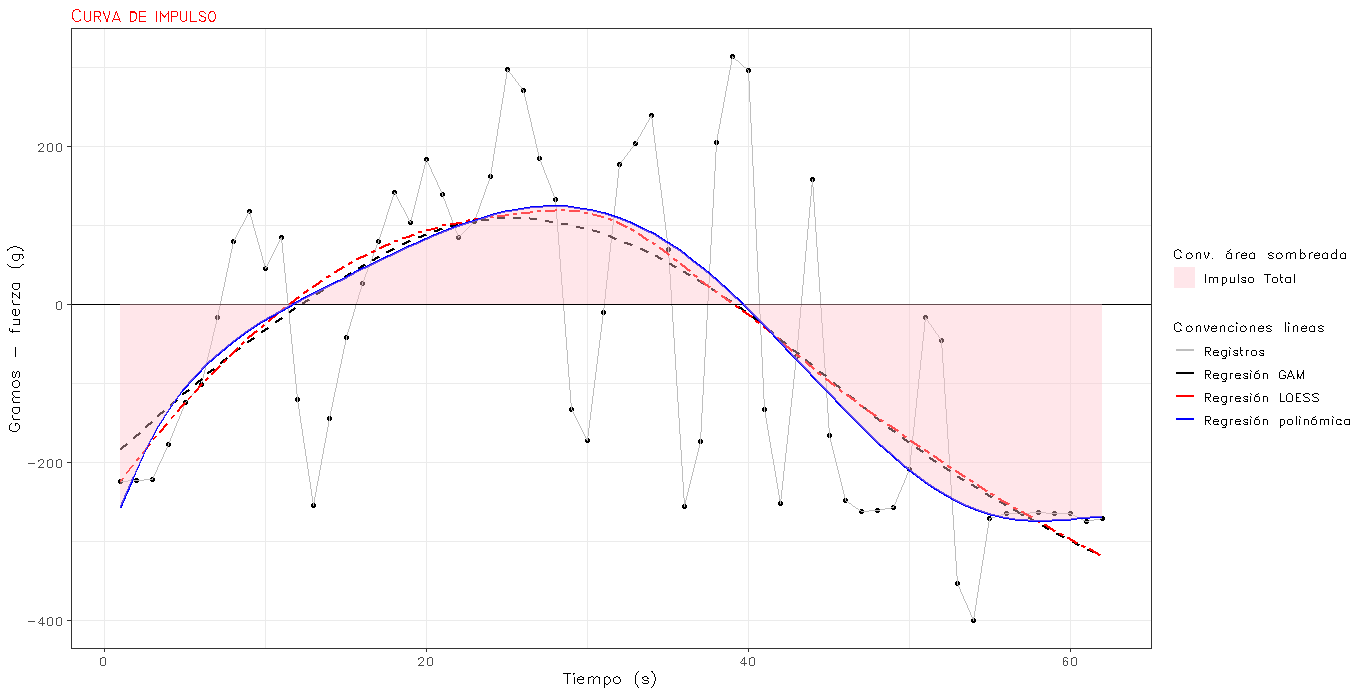 CURVA DE IMPULSO
Gramos – fuerza (g)
200
0
-200
-400
0
20
40
60
Tiempo (s)
Conv. área sombreada
Impulso Total
Convenciones lineas
Registros
Regresión GAM
Regresión LOESS
Regresión polinómica